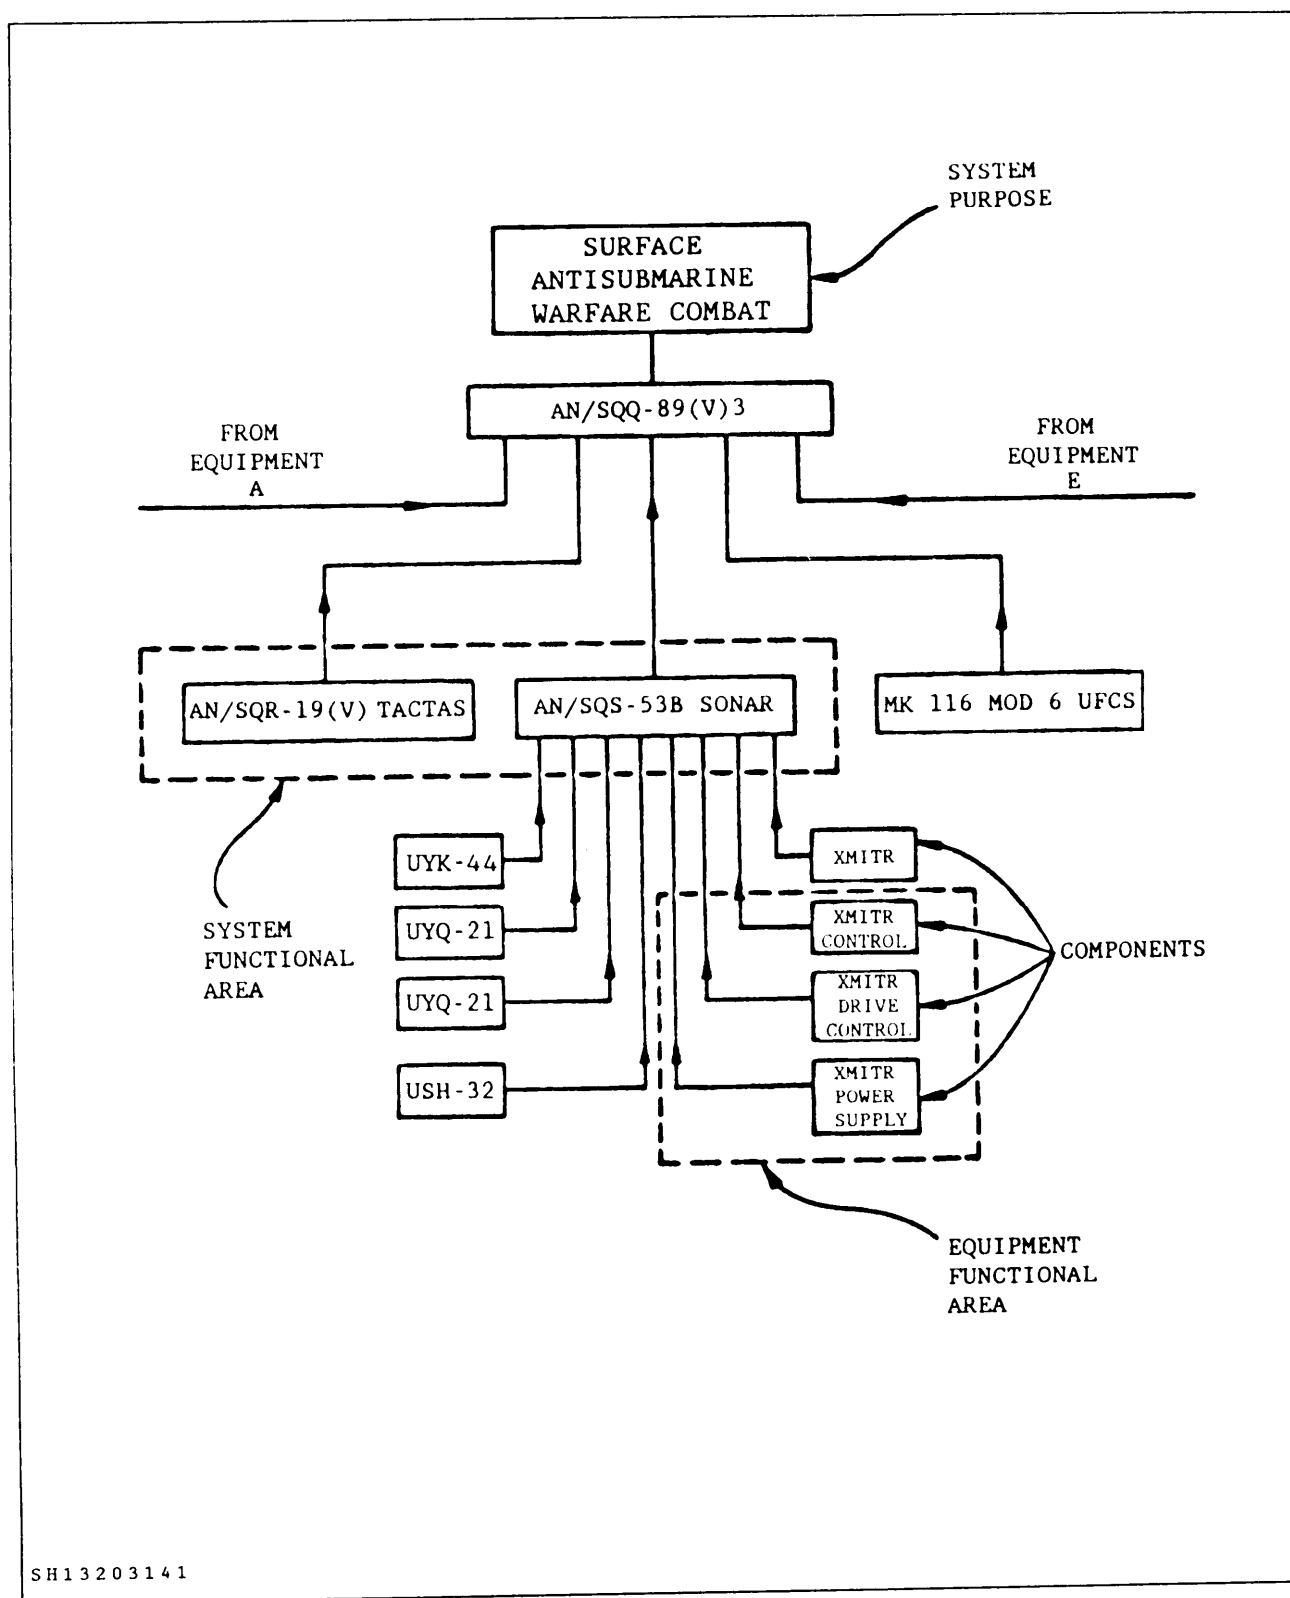 SYSTEM
PURPOSE
SURFACE
ANTISUBMARINE
WARFARE COMBAT
AN/SQQ-89(V)3
FROM
EQUIPMENT
A
FROM
EQUIPMENT
E
AN/SQR-19(V) TACTAS
AN/SQS-53B SONAR
MK 116 MOD 6 UFCS
UYK-44
UYQ-21
UYQ-21
USH-32
XMITR
XMITR
CONTROL
XMITR
DRIVE
CONTROL
XMITR
POWER
SUPPLY
COMPONENTS
SYSTEM
FUNCTIONAL
AREA
EQUIPMENT
FUNCTIONAL
AREA
SH13203141